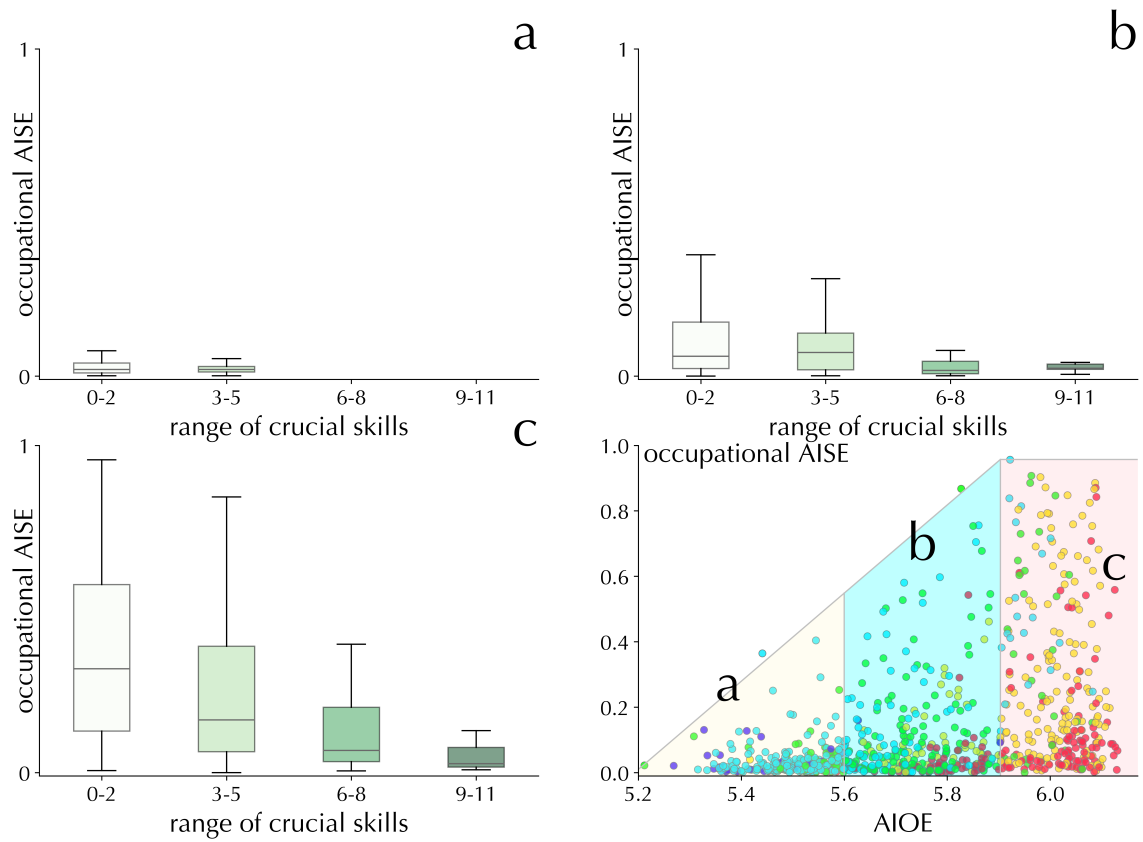 a
1
occupational AISE
0
0-2 3-5 6-8 9-11
range of crucial skills
b
1
occupational AISE
0
0-2 3-5 6-8 9-11
range of crucial skills
c
1
occupational AISE
0
0-2 3-5 6-8 9-11
range of crucial skills
occupational AISE
1.0
0.8
0.6
0.4
0.2
0.0
a
b
c
5.2 5.4 5.6 5.8 6.0
AIOE